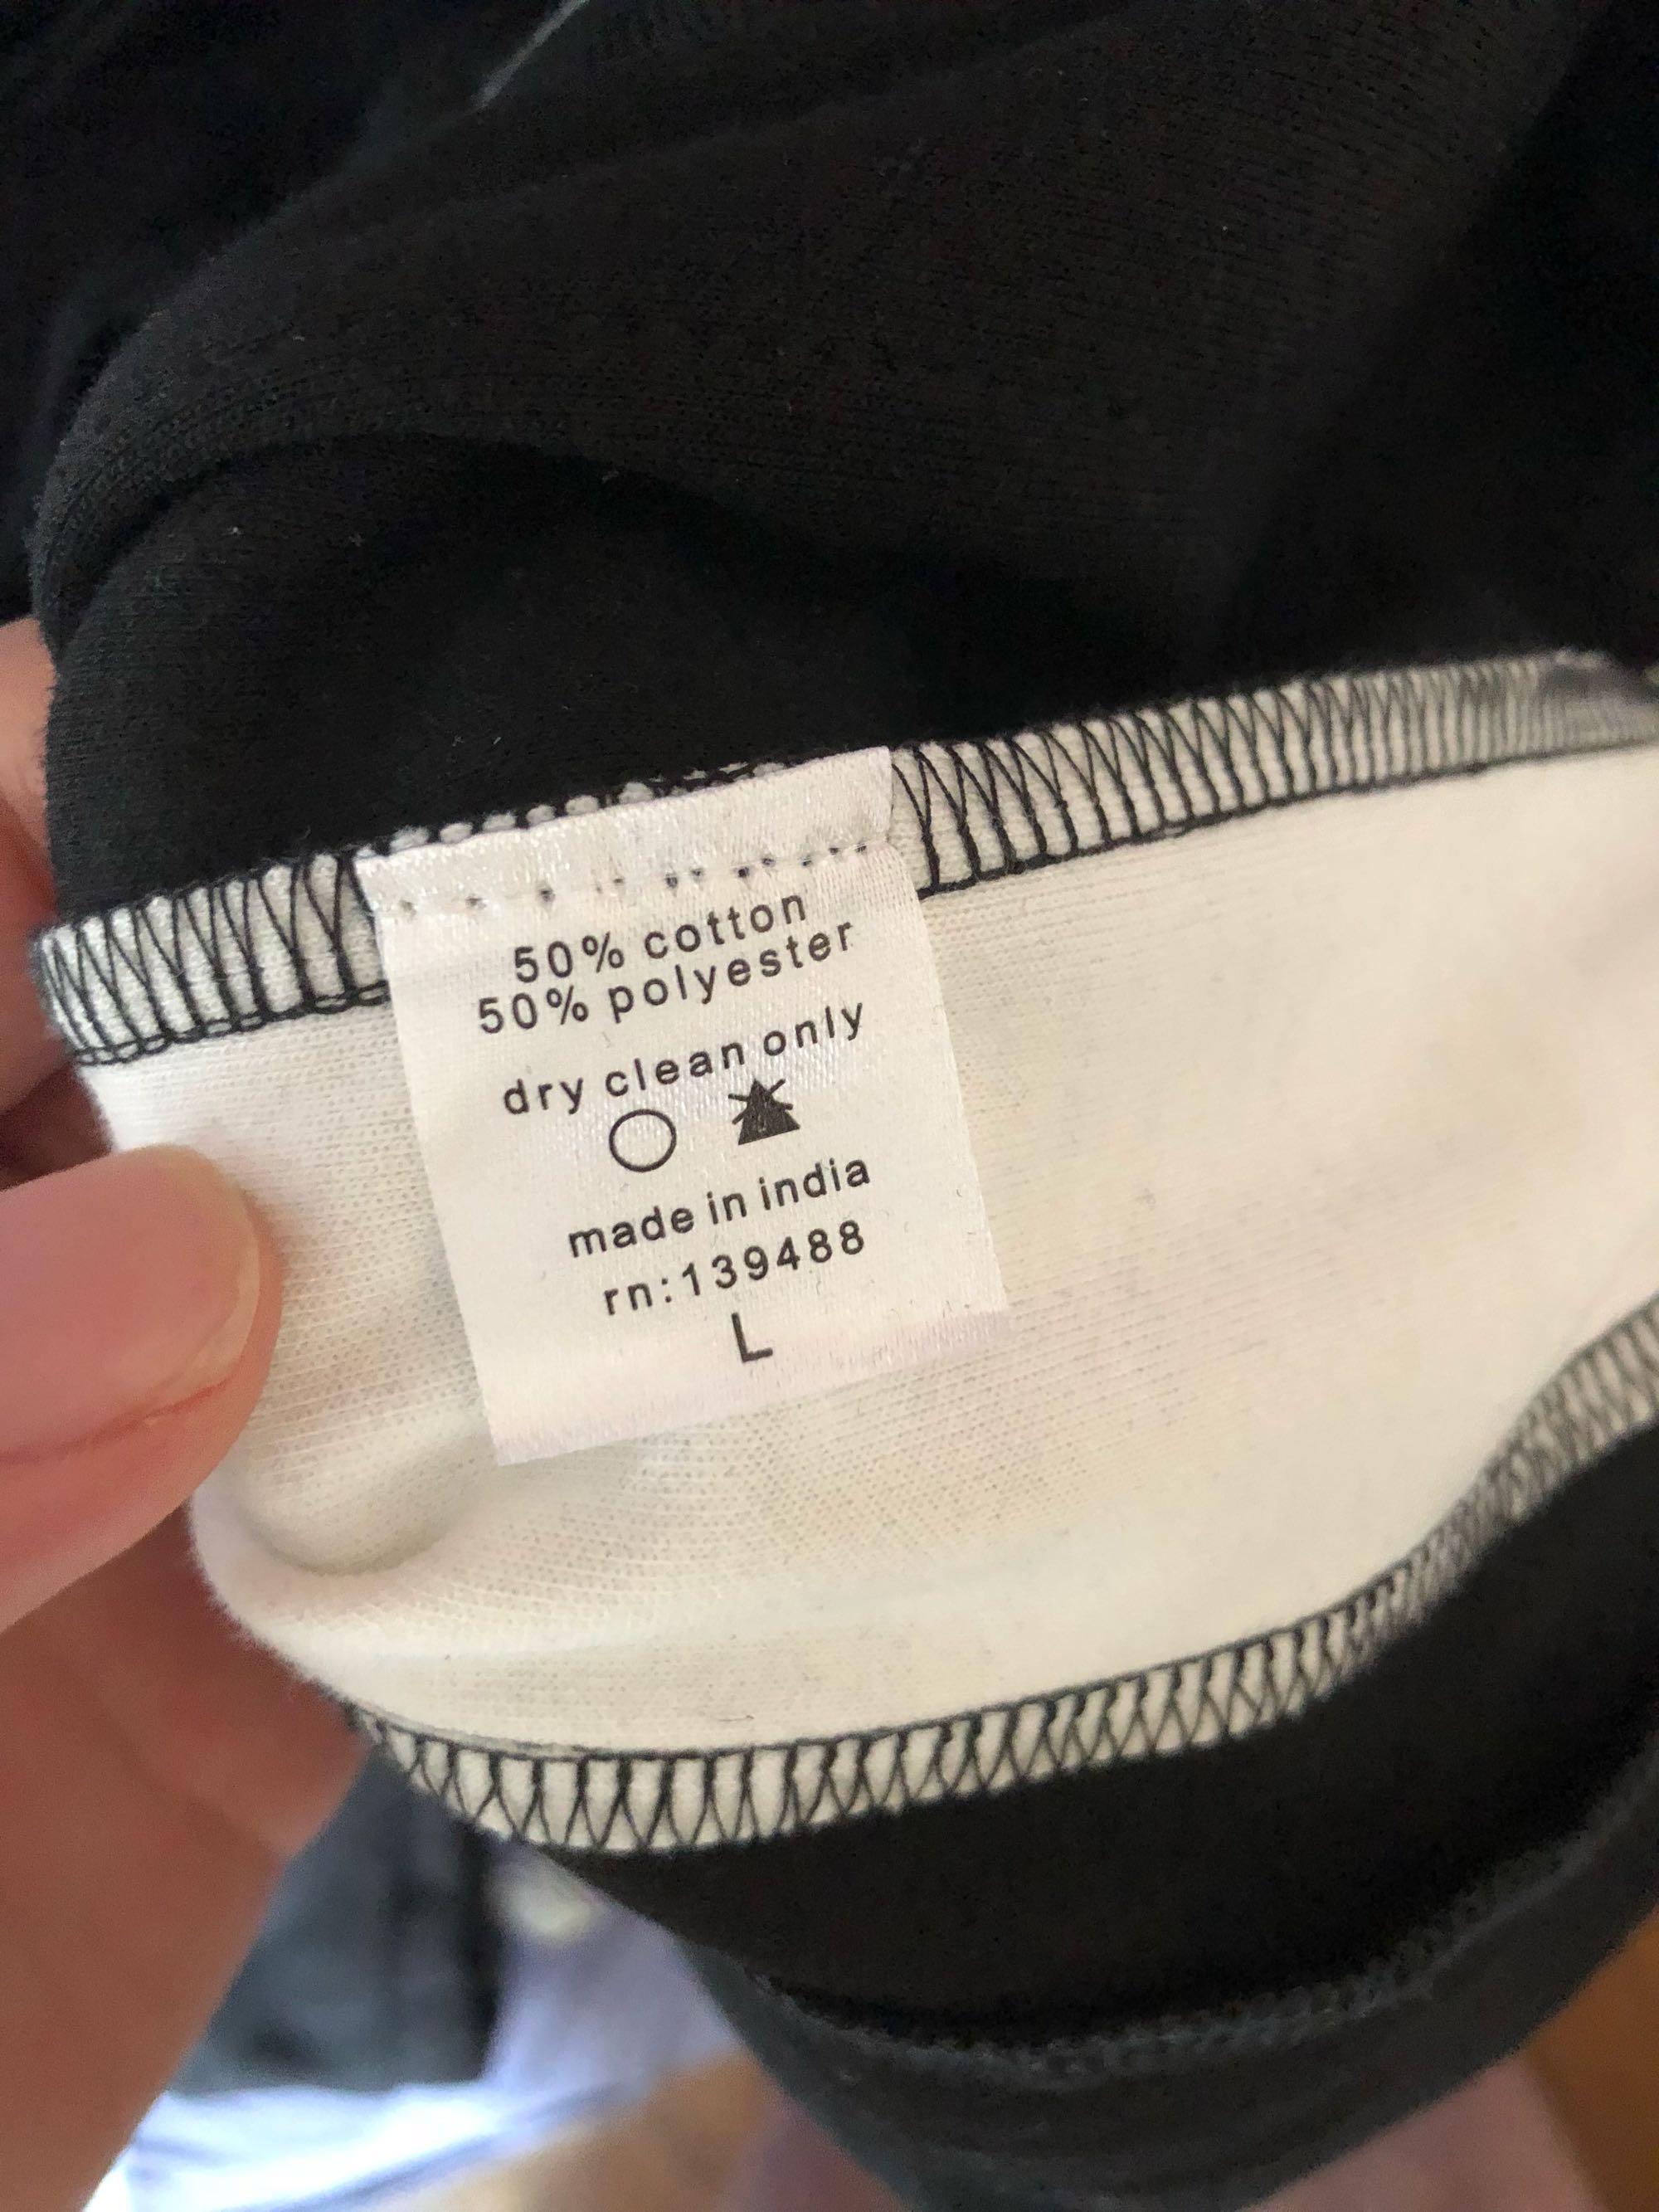 50% cotton
50% polyester
dry clean only
made in india
rn:139488
L